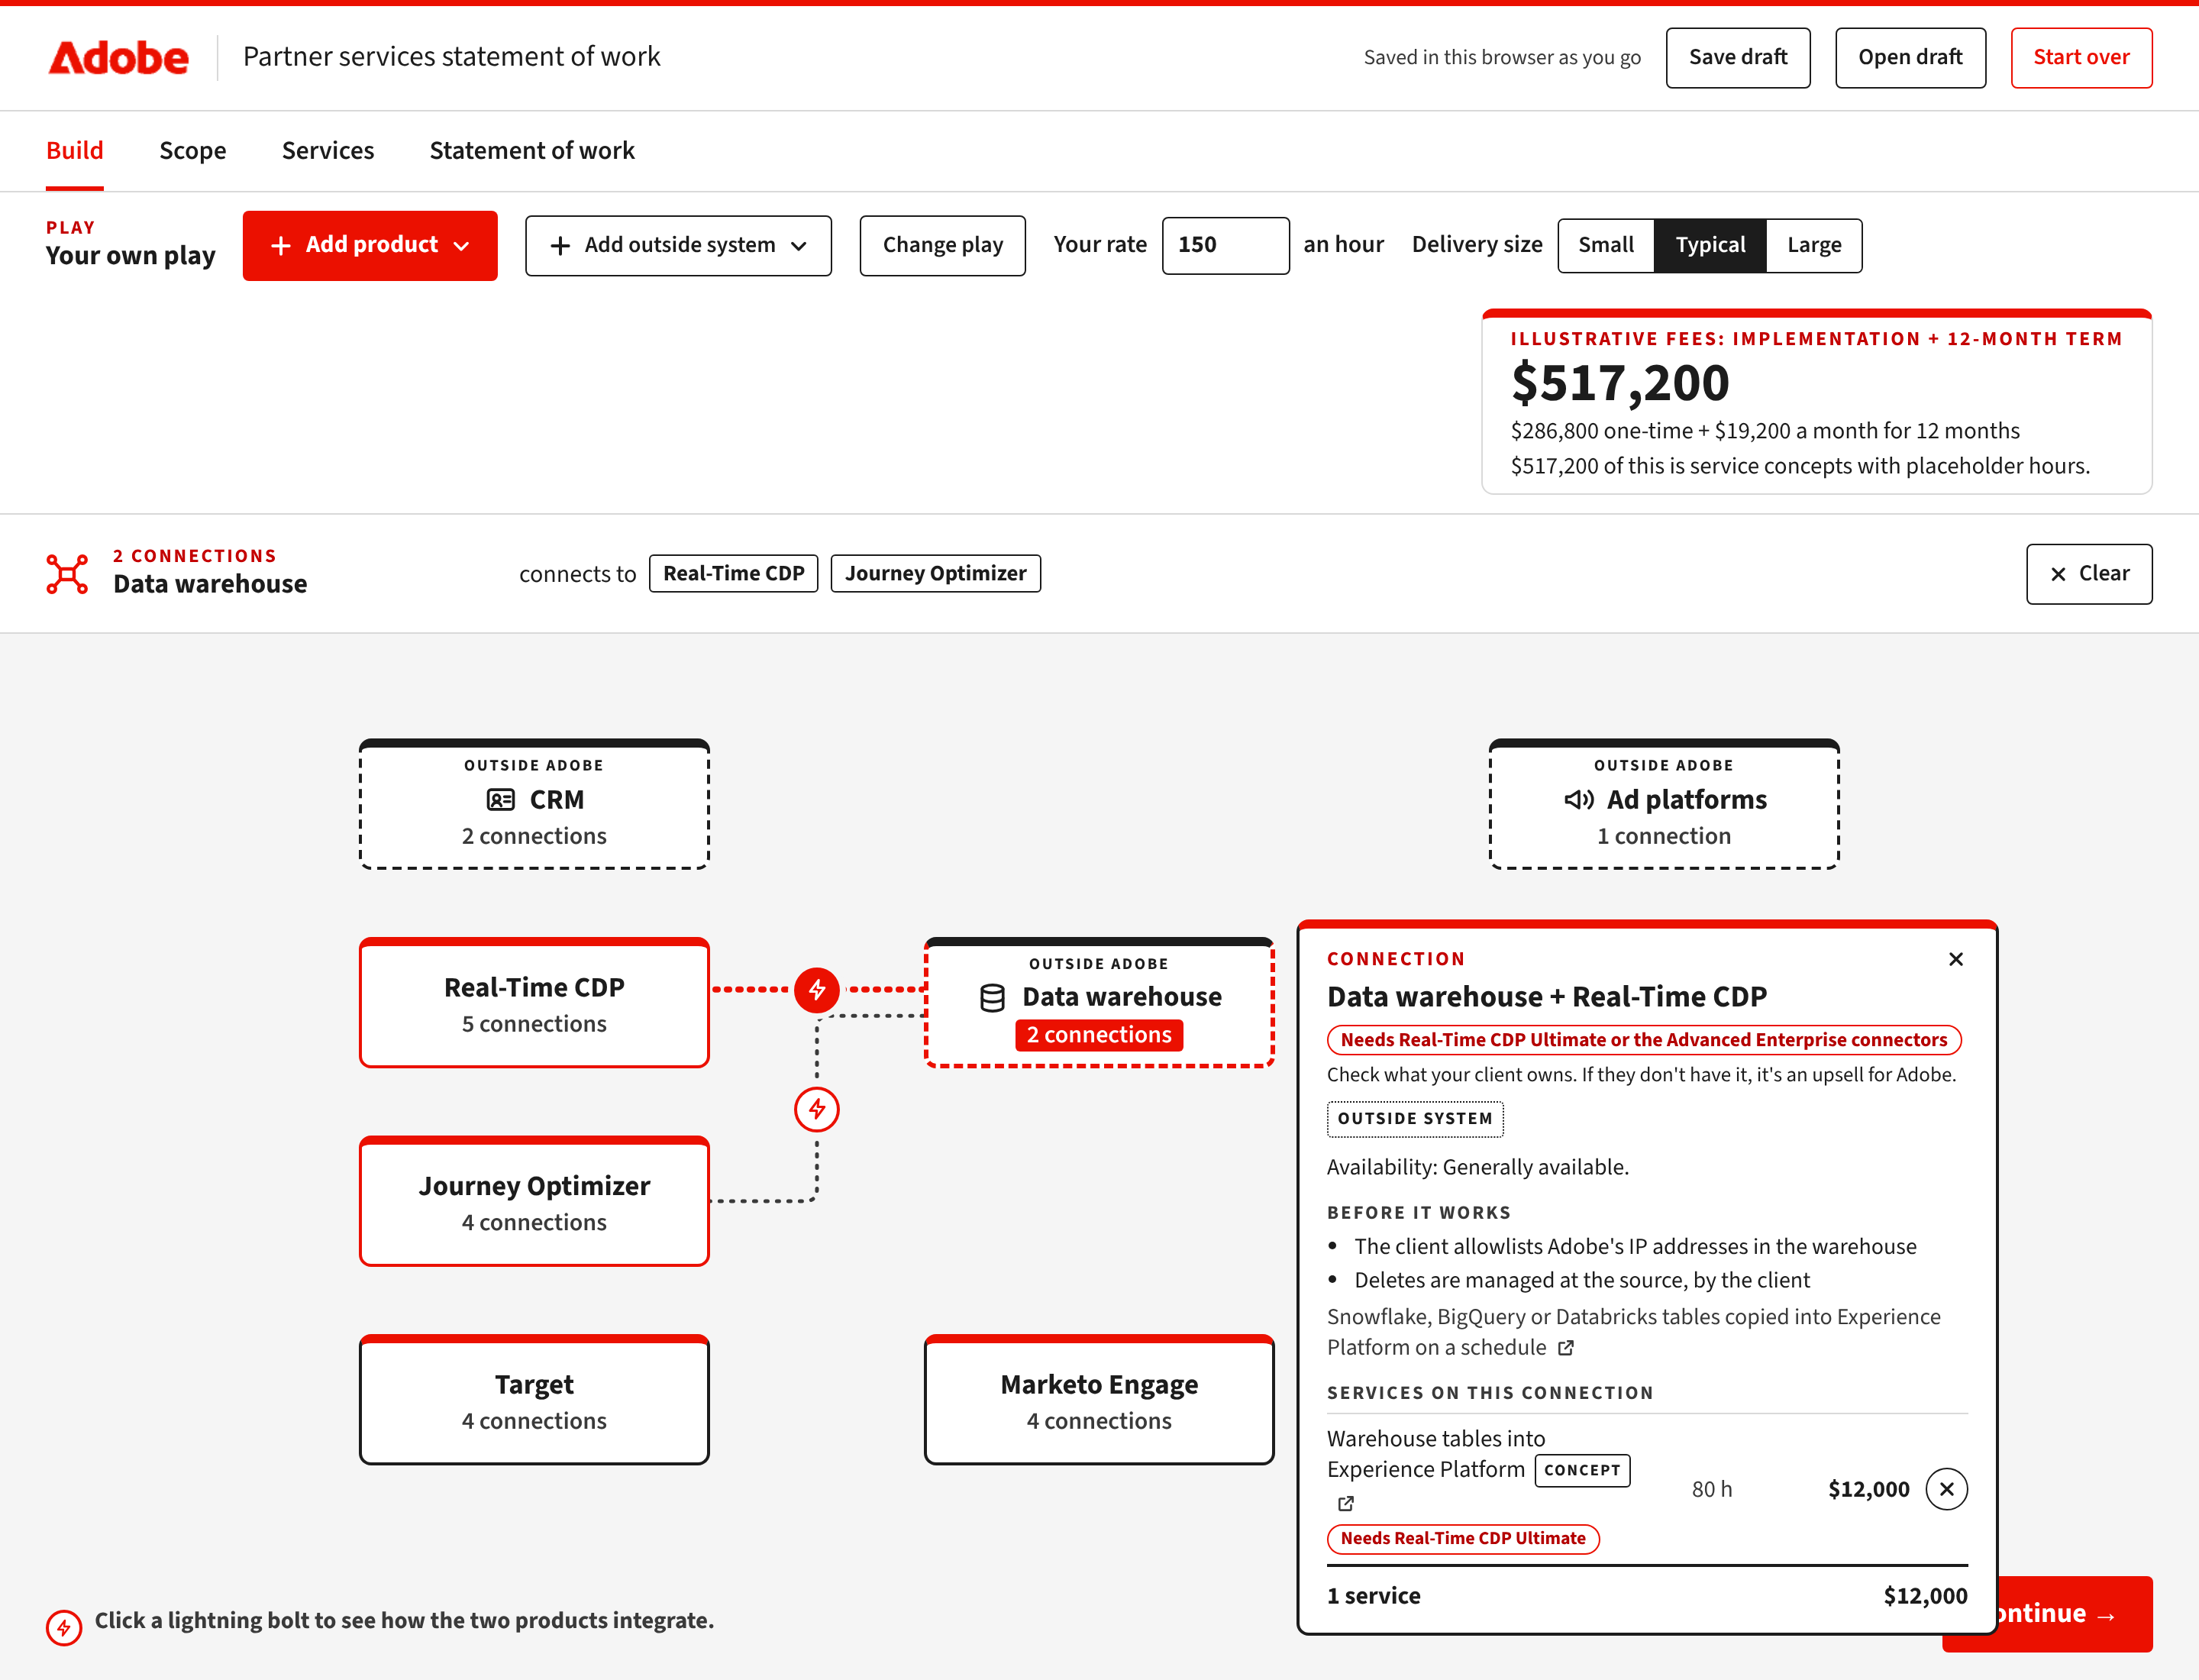 Adobe
Partner services statement of work
Saved in this browser as you go
Save draft
Open draft
Start over
Build
Scope
Services
Statement of work
PLAY
Your own play
Add product
Add outside system
Change play
Your rate
150
an hour
Delivery size
Small
Typical
Large
ILLUSTRATIVE FEES: IMPLEMENTATION + 12-MONTH TERM
$517,200
$286,800 one-time + $19,200 a month for 12 months
$517,200 of this is service concepts with placeholder hours.
2 CONNECTIONS
Data warehouse
connects to
Real-Time CDP
Journey Optimizer
Clear
OUTSIDE ADOBE
CRM
2 connections
OUTSIDE ADOBE
Ad platforms
1 connection
Real-Time CDP
5 connections
OUTSIDE ADOBE
Data warehouse
2 connections
Journey Optimizer
4 connections
Target
4 connections
Marketo Engage
4 connections
CONNECTION
Data warehouse + Real-Time CDP
Needs Real-Time CDP Ultimate or the Advanced Enterprise connectors
Check what your client owns. If they don't have it, it's an upsell for Adobe.
OUTSIDE SYSTEM
Availability: Generally available.
BEFORE IT WORKS
• The client allowlists Adobe's IP addresses in the warehouse
• Deletes are managed at the source, by the client
Snowflake, BigQuery or Databricks tables copied into Experience
Platform on a schedule
SERVICES ON THIS CONNECTION
Warehouse tables into
Experience Platform CONCEPT
80 h
$12,000
Needs Real-Time CDP Ultimate
1 service
$12,000
Click a lightning bolt to see how the two products integrate.
ontinue →